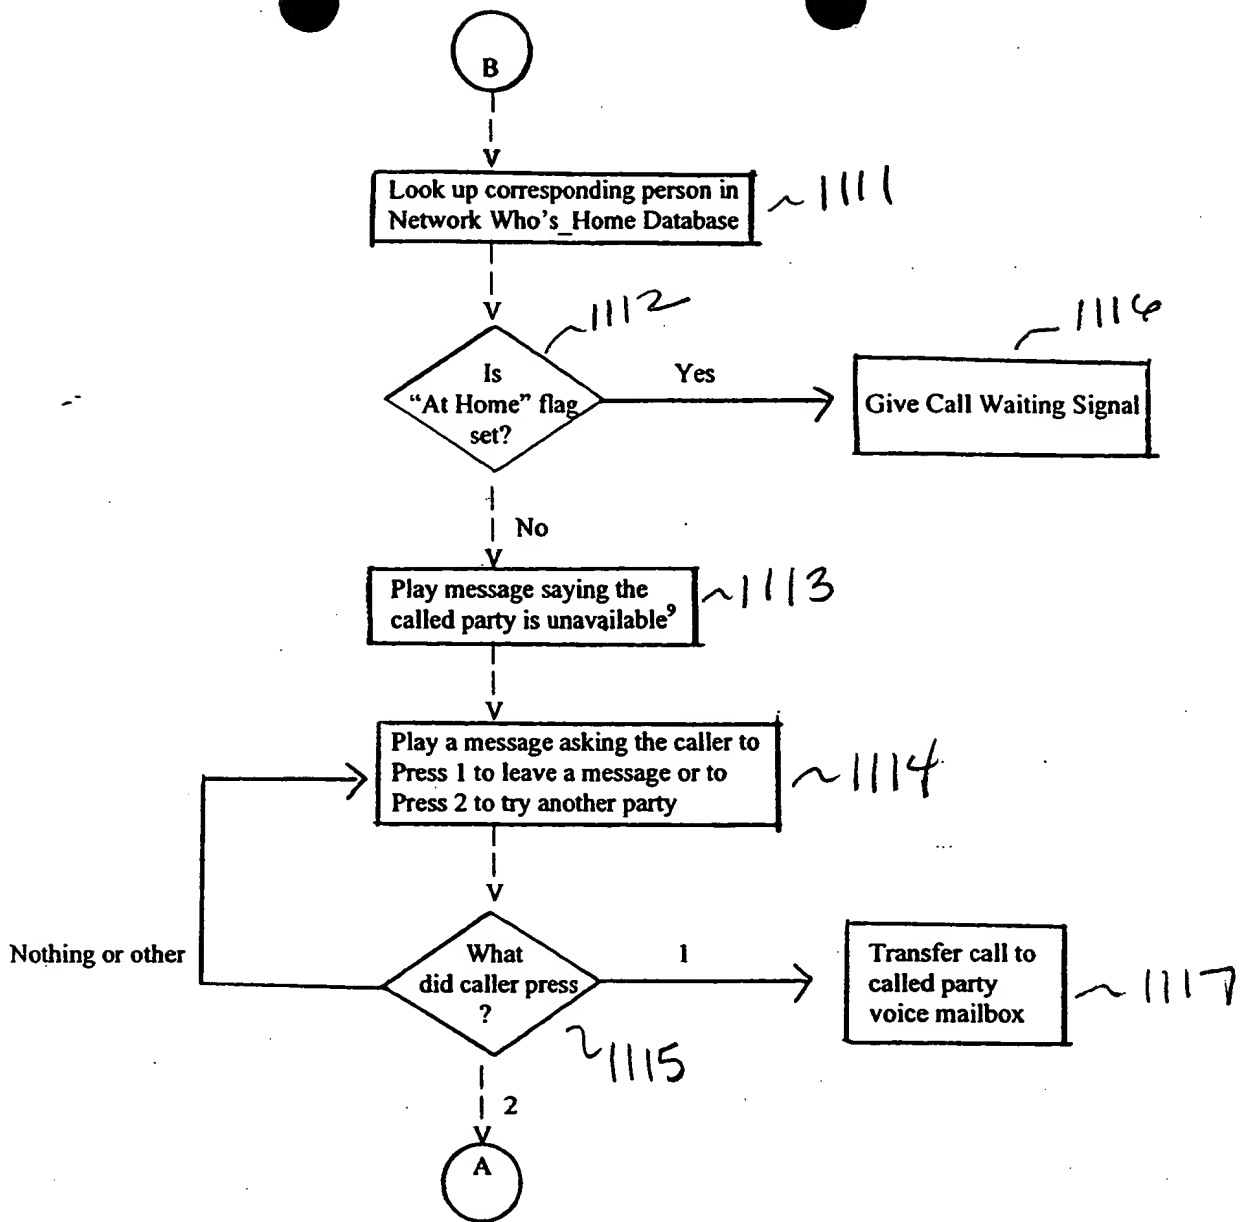 B
Look up corresponding person in
Network Who's_Home Database
1111
1112
Is
"At Home" flag
set?
Yes
1116
Give Call Waiting Signal
No
Play message saying the
called party is unavailable⁹
1113
Play a message asking the caller to
Press 1 to leave a message or to
Press 2 to try another party
1114
Nothing or other
What
did caller press
?
1
Transfer call to
called party
voice mailbox
1117
1115
2
A